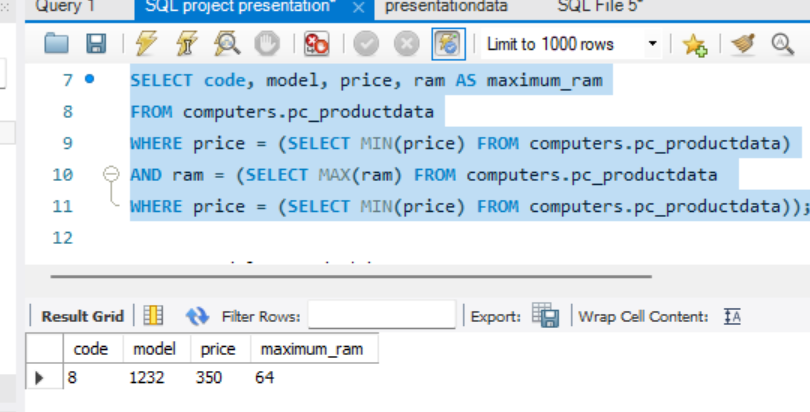 Query 1
SQL project presentation*
presentationdata
SQL File 5*
Limit to 1000 rows
7 SELECT code, model, price, ram AS maximum_ram
8 FROM computers.pc_productdata
9 WHERE price = (SELECT MIN(price) FROM computers.pc_productdata)
10 AND ram = (SELECT MAX(ram) FROM computers.pc_productdata
11 WHERE price = (SELECT MIN(price) FROM computers.pc_productdata));
12
Result Grid Filter Rows: Export: Wrap Cell Content: IA
code model price maximum_ram
8 1232 350 64